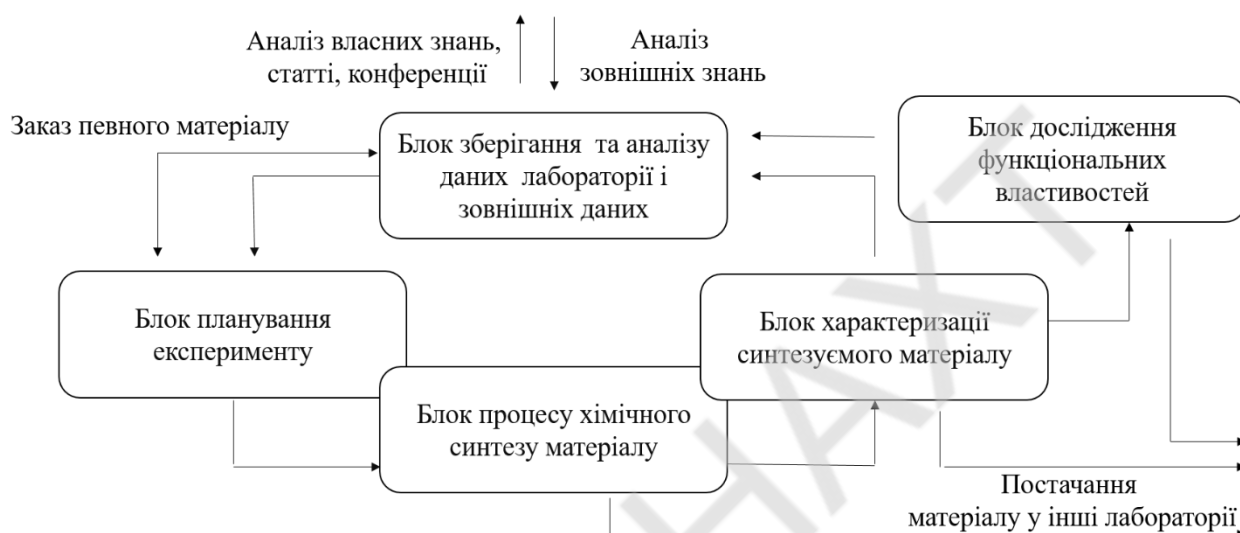 Аналіз власних знань,
статті, конференції
Аналіз
зовнішніх знань
Заказ певного матеріалу
Блок зберігання та аналізу
даних лабораторії і
зовнішніх даних
Блок дослідження
функціональних
властивостей
Блок планування
експерименту
Блок характеризації
синтезуємого матеріалу
Блок процесу хімічного
синтезу матеріалу
Постачання
матеріалу у інші лабораторії
НАХТ